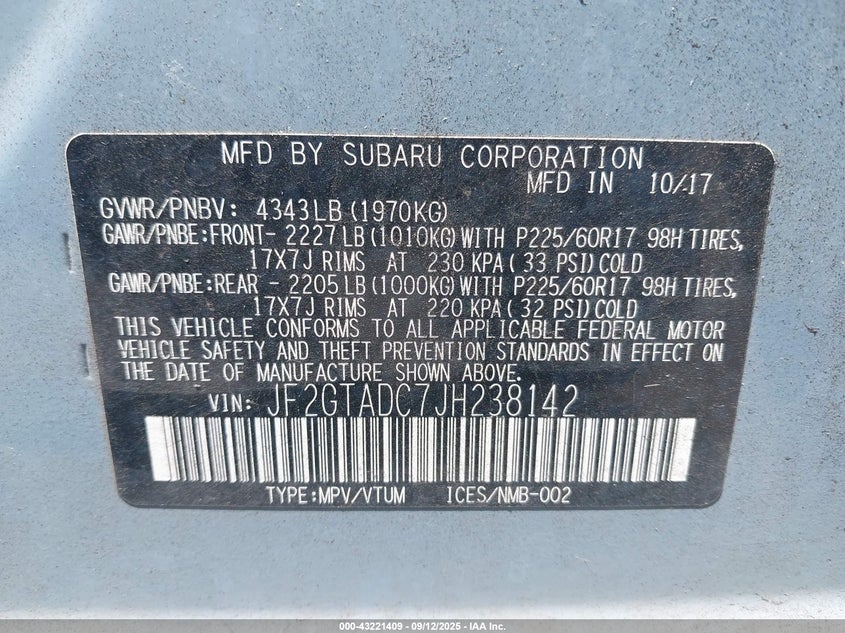 MFD BY SUBARU CORPORATION
MFD IN 10/17
GVWR/PNBV: 4343LB (1970KG)
GAWR/PNBE:FRONT- 2227LB (1010KG) WITH P225/60R17 98H TIRES,
17X7J RIMS AT 230 KPA ( 33 PSI) COLD
GAWR/PNBE:REAR - 2205LB (1000KG) WITH P225/60R17 98H TIRES,
17X7J RIMS AT 220 KPA ( 32 PSI) COLD
THIS VEHICLE CONFORMS TO ALL APPLICABLE FEDERAL MOTOR
VEHICLE SAFETY AND THEFT PREVENTION STANDARDS IN EFFECT ON
THE DATE OF MANUFACTURE SHOWN ABOVE.
VIN: JF2GTADC7JH238142
TYPE:MPV/VTUM ICES/NMB-002
000-43221409 - 09/12/2025 - IAA Inc.